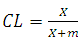 CL = X / X+m